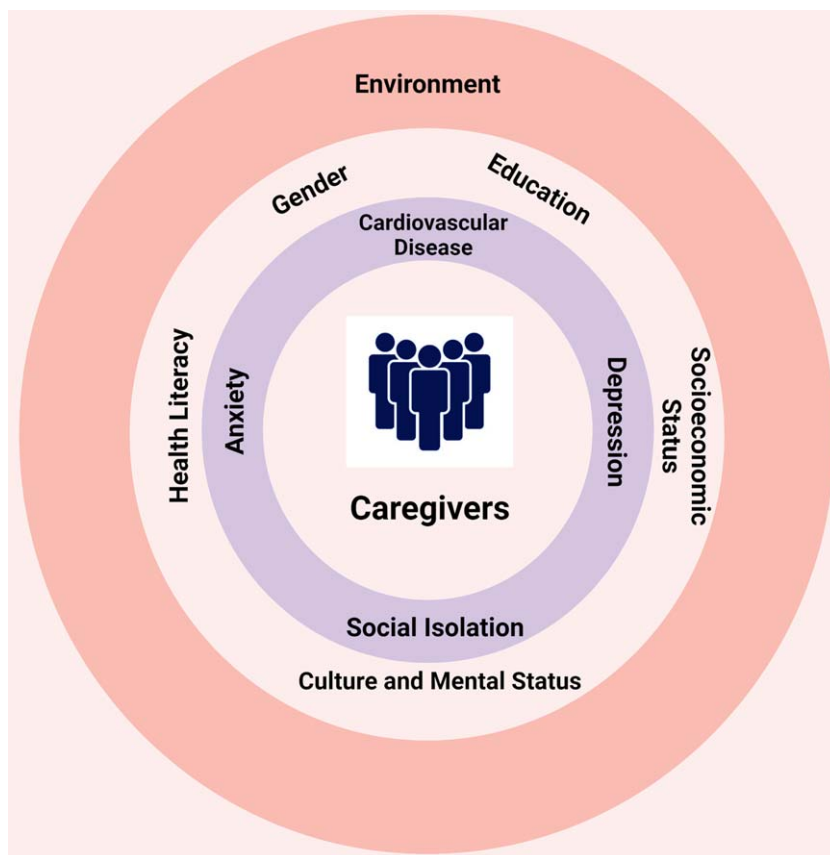 Environment
Gender
Education
Cardiovascular
Disease
Health Literacy
Anxiety
Depression
Socioeconomic
Status
Caregivers
Social Isolation
Culture and Mental Status